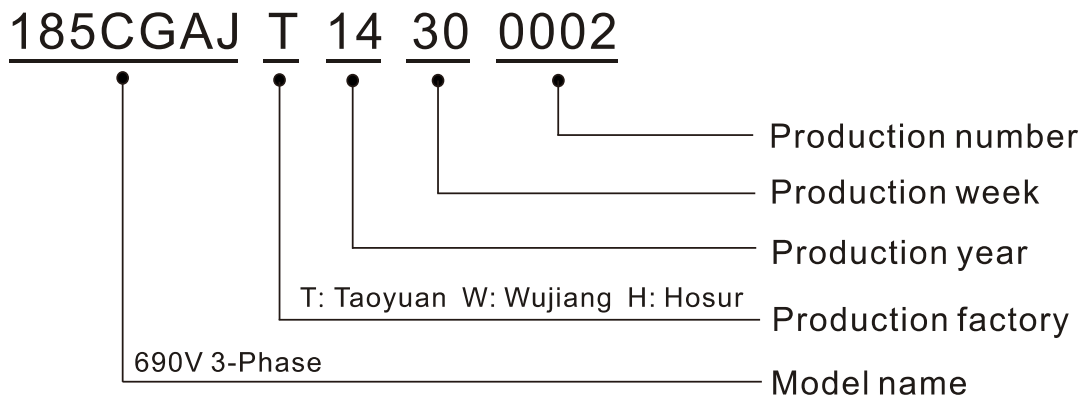 185CGAJ T 14 30 0002
Production number
Production week
Production year
T: Taoyuan W: Wujiang H: Hosur
Production factory
690V 3-Phase
Model name